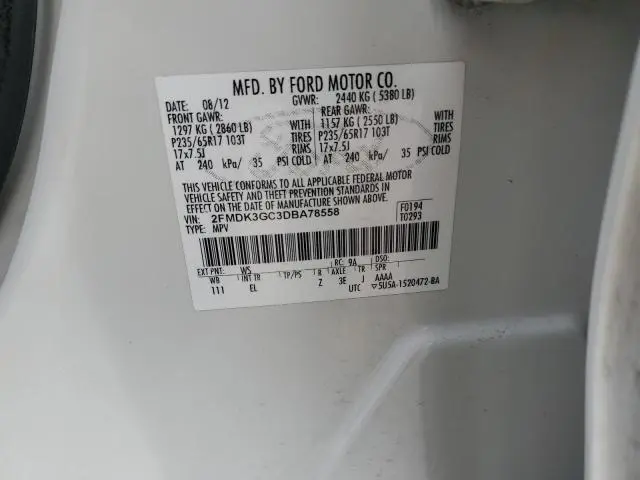 MFD. BY FORD MOTOR CO.
DATE: 08/12 GVWR: 2440 KG ( 5380 LB)
FRONT GAWR: REAR GAWR:
1297 KG ( 2860 LB) WITH 1157 KG ( 2550 LB) WITH
P235/65R17 103T TIRES P235/65R17 103T TIRES
17x7.5J RIMS 17x7.5J RIMS
AT 240 kPa/ 35 PSI COLD AT 240 kPa/ 35 PSI COLD
THIS VEHICLE CONFORMS TO ALL APPLICABLE FEDERAL MOTOR
VEHICLE SAFETY AND THEFT PREVENTION STANDARDS IN
EFFECT ON THE DATE OF MANUFACTURE SHOWN ABOVE.
VIN: 2FMDK3GC3DBA78558 F0194
TYPE: MPV T0293
EXT PNT: WS RC: 9A DSO:
WB INT TR TP/PS R AXLE TR SPR
111 EL Z 3E J AAAA
UTC ▽5U5A-1520472-BA